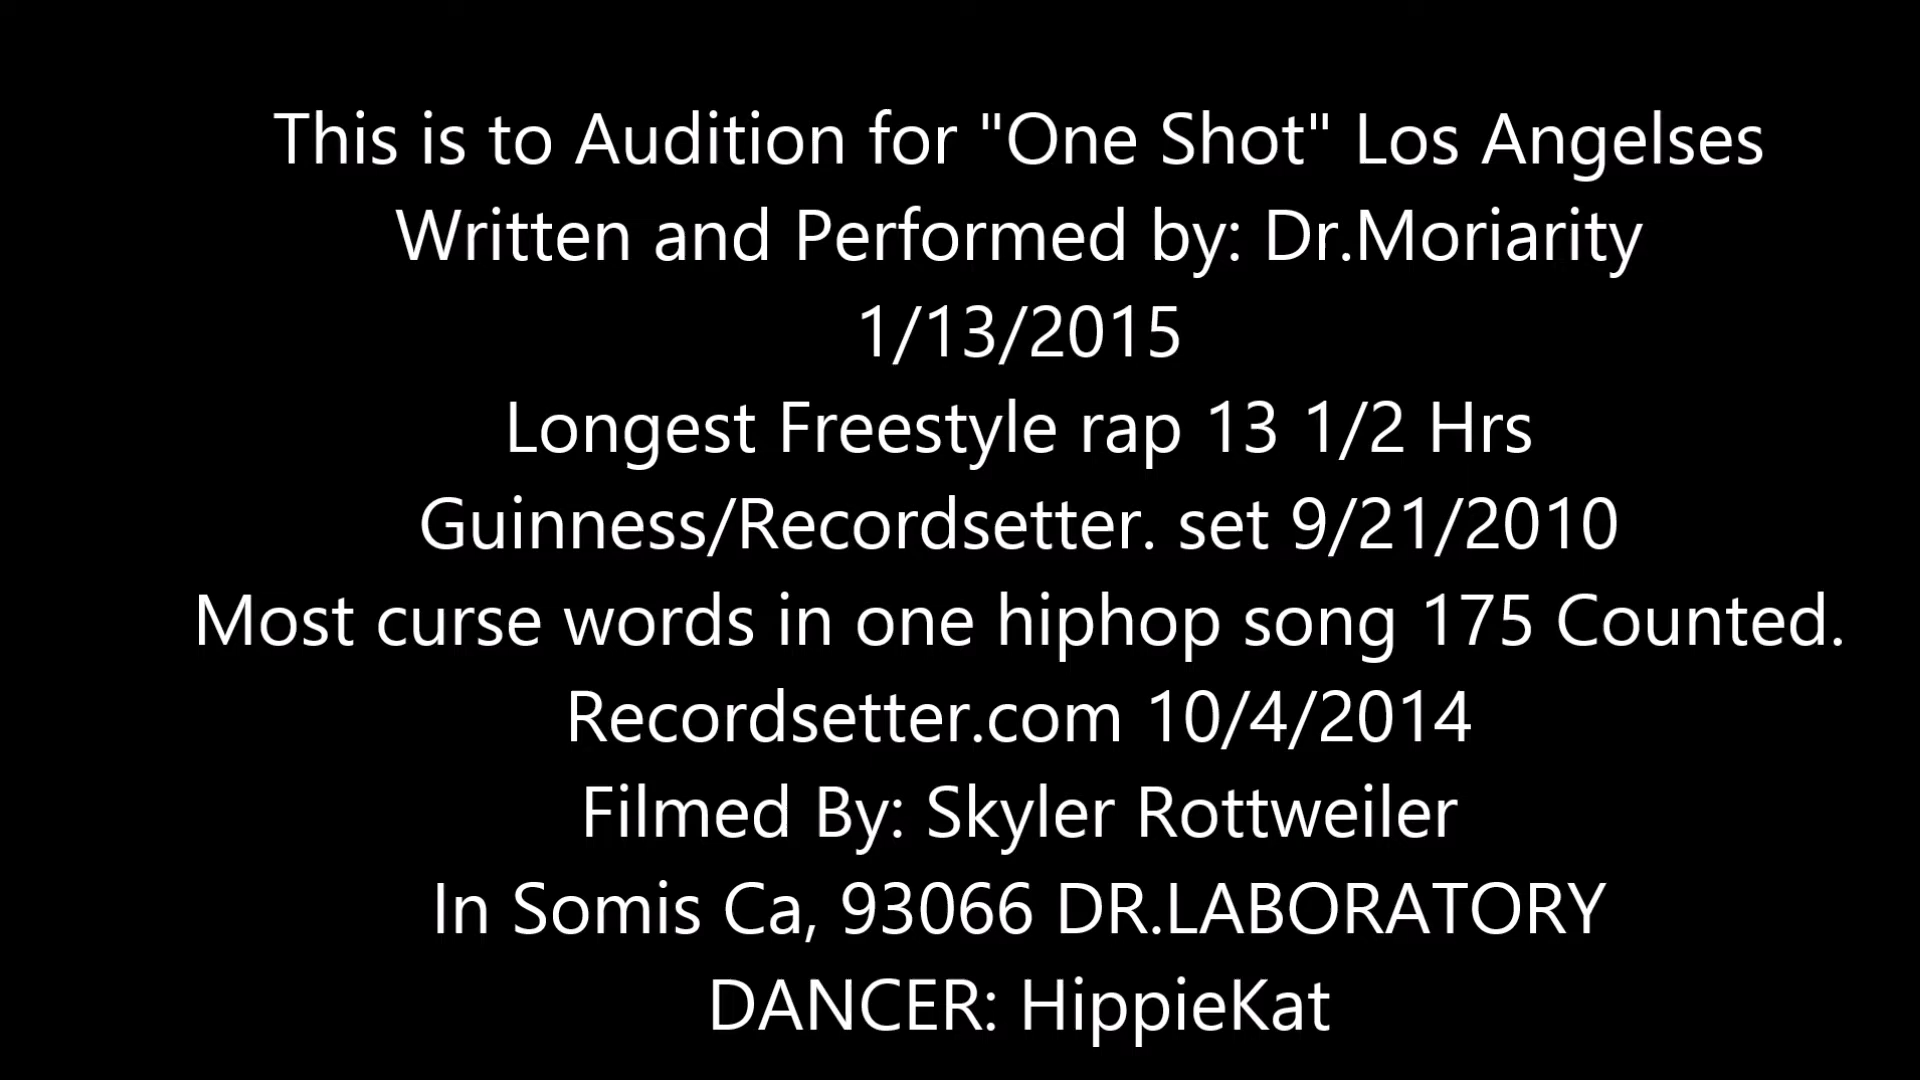 This is to Audition for "One Shot" Los Angelses
Written and Performed by: Dr.Moriarity
1/13/2015
Longest Freestyle rap 13 1/2 Hrs
Guinness/Recordsetter. set 9/21/2010
Most curse words in one hiphop song 175 Counted.
Recordsetter.com 10/4/2014
Filmed By: Skyler Rottweiler
In Somis Ca, 93066 DR.LABORATORY
DANCER: HippieKat